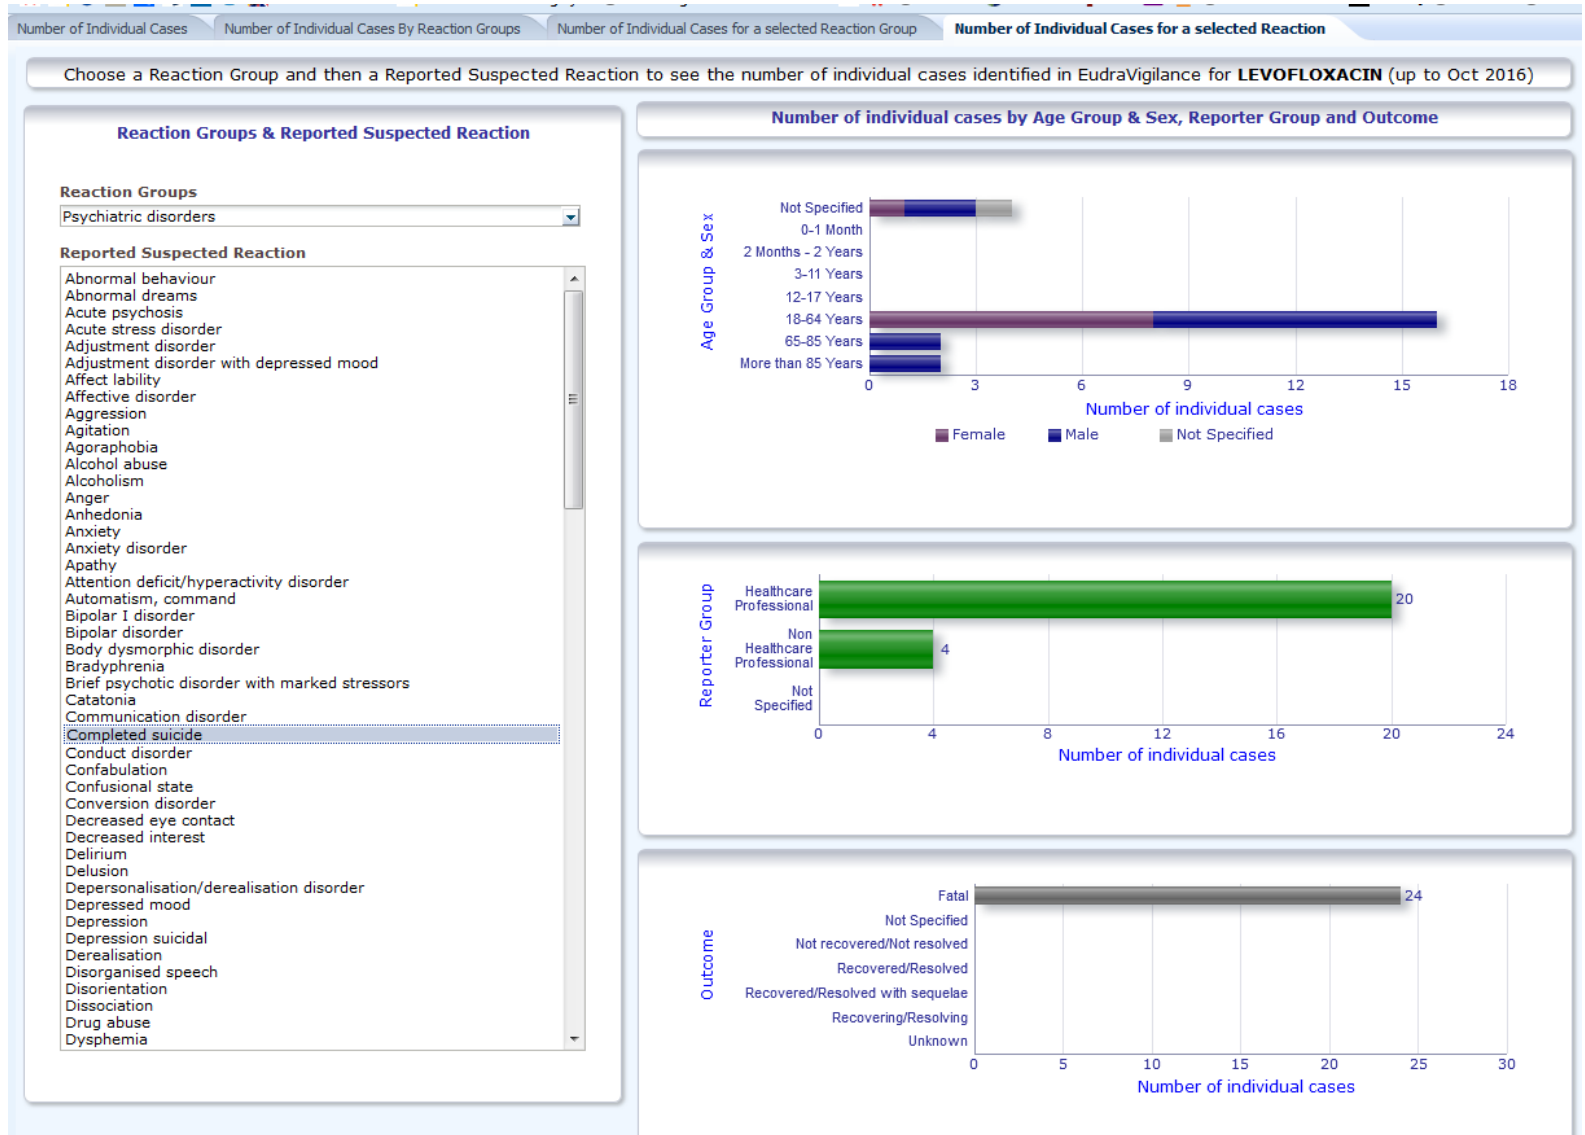 Number of Individual Cases
Number of Individual Cases By Reaction Groups
Number of Individual Cases for a selected Reaction Group
Number of Individual Cases for a selected Reaction
Choose a Reaction Group and then a Reported Suspected Reaction to see the number of individual cases identified in EudraVigilance for LEVOFLOXACIN (up to Oct 2016)
Reaction Groups & Reported Suspected Reaction
Reaction Groups
Psychiatric disorders
Reported Suspected Reaction
Abnormal behaviour
Abnormal dreams
Acute psychosis
Acute stress disorder
Adjustment disorder
Adjustment disorder with depressed mood
Affect lability
Affective disorder
Aggression
Agitation
Agoraphobia
Alcohol abuse
Alcoholism
Anger
Anhedonia
Anxiety
Anxiety disorder
Apathy
Attention deficit/hyperactivity disorder
Automatism, command
Bipolar I disorder
Bipolar disorder
Body dysmorphic disorder
Bradyphrenia
Brief psychotic disorder with marked stressors
Catatonia
Communication disorder
Completed suicide
Conduct disorder
Confabulation
Confusional state
Conversion disorder
Decreased eye contact
Decreased interest
Delirium
Delusion
Depersonalisation/derealisation disorder
Depressed mood
Depression
Depression suicidal
Derealisation
Disorganised speech
Disorientation
Dissociation
Drug abuse
Dysphemia
Number of individual cases by Age Group & Sex, Reporter Group and Outcome
Age Group & Sex
Not Specified
0-1 Month
2 Months - 2 Years
3-11 Years
12-17 Years
18-64 Years
65-85 Years
More than 85 Years
0 3 6 9 12 15 18
Number of individual cases
Female Male Not Specified
Reporter Group
Healthcare
Professional
20
Non
Healthcare
Professional
4
Not
Specified
0 4 8 12 16 20 24
Number of individual cases
Outcome
Fatal 24
Not Specified
Not recovered/Not resolved
Recovered/Resolved
Recovered/Resolved with sequelae
Recovering/Resolving
Unknown
0 5 10 15 20 25 30
Number of individual cases